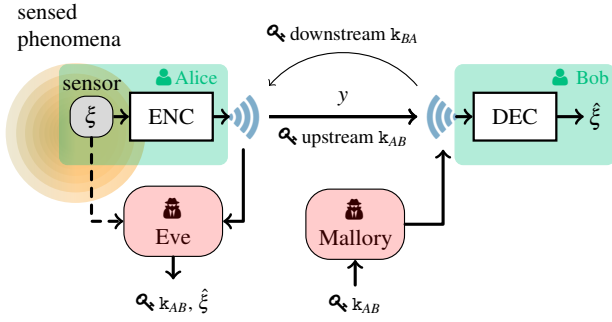 sensed
phenomena
downstream k_BA
Alice
Bob
sensor
ξ
ENC
y
DEC
ξ̂
upstream k_AB
Eve
Mallory
k_AB, ξ̂
k_AB